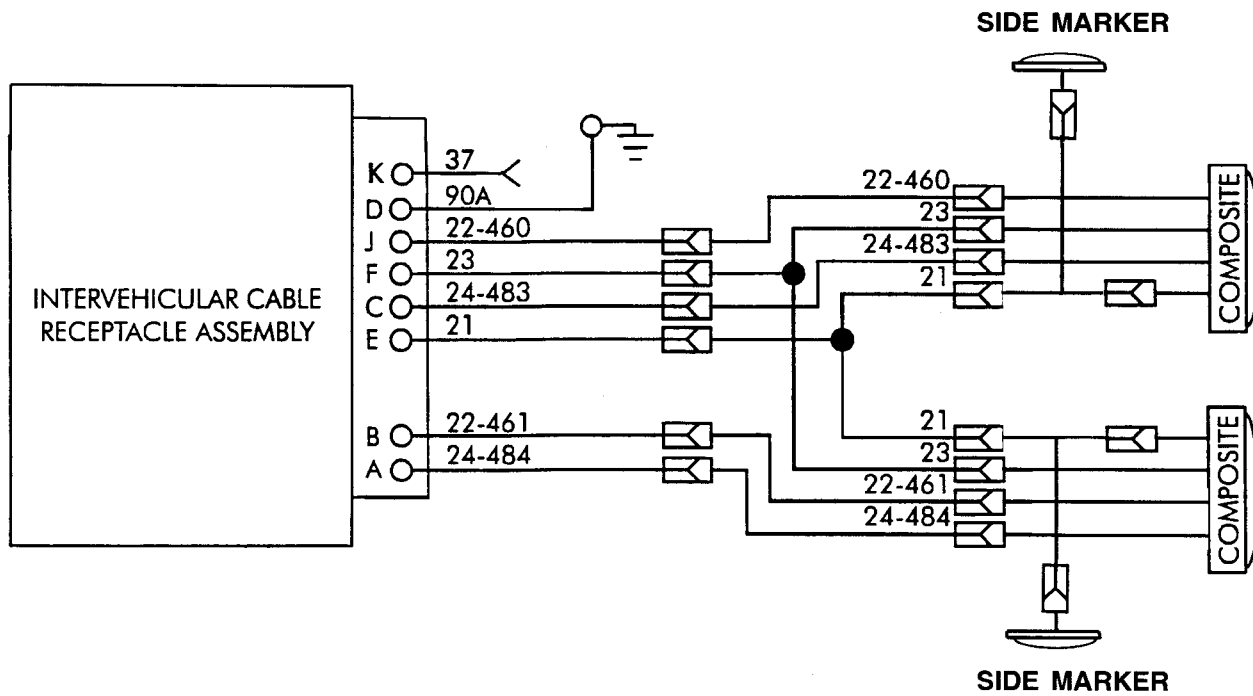 SIDE MARKER
INTERVEHICULAR CABLE
RECEPTACLE ASSEMBLY
K
37
D
90A
J
22-460
F
23
C
24-483
E
21
B
22-461
A
24-484
22-460
23
24-483
21
COMPOSITE
21
23
22-461
24-484
COMPOSITE
SIDE MARKER